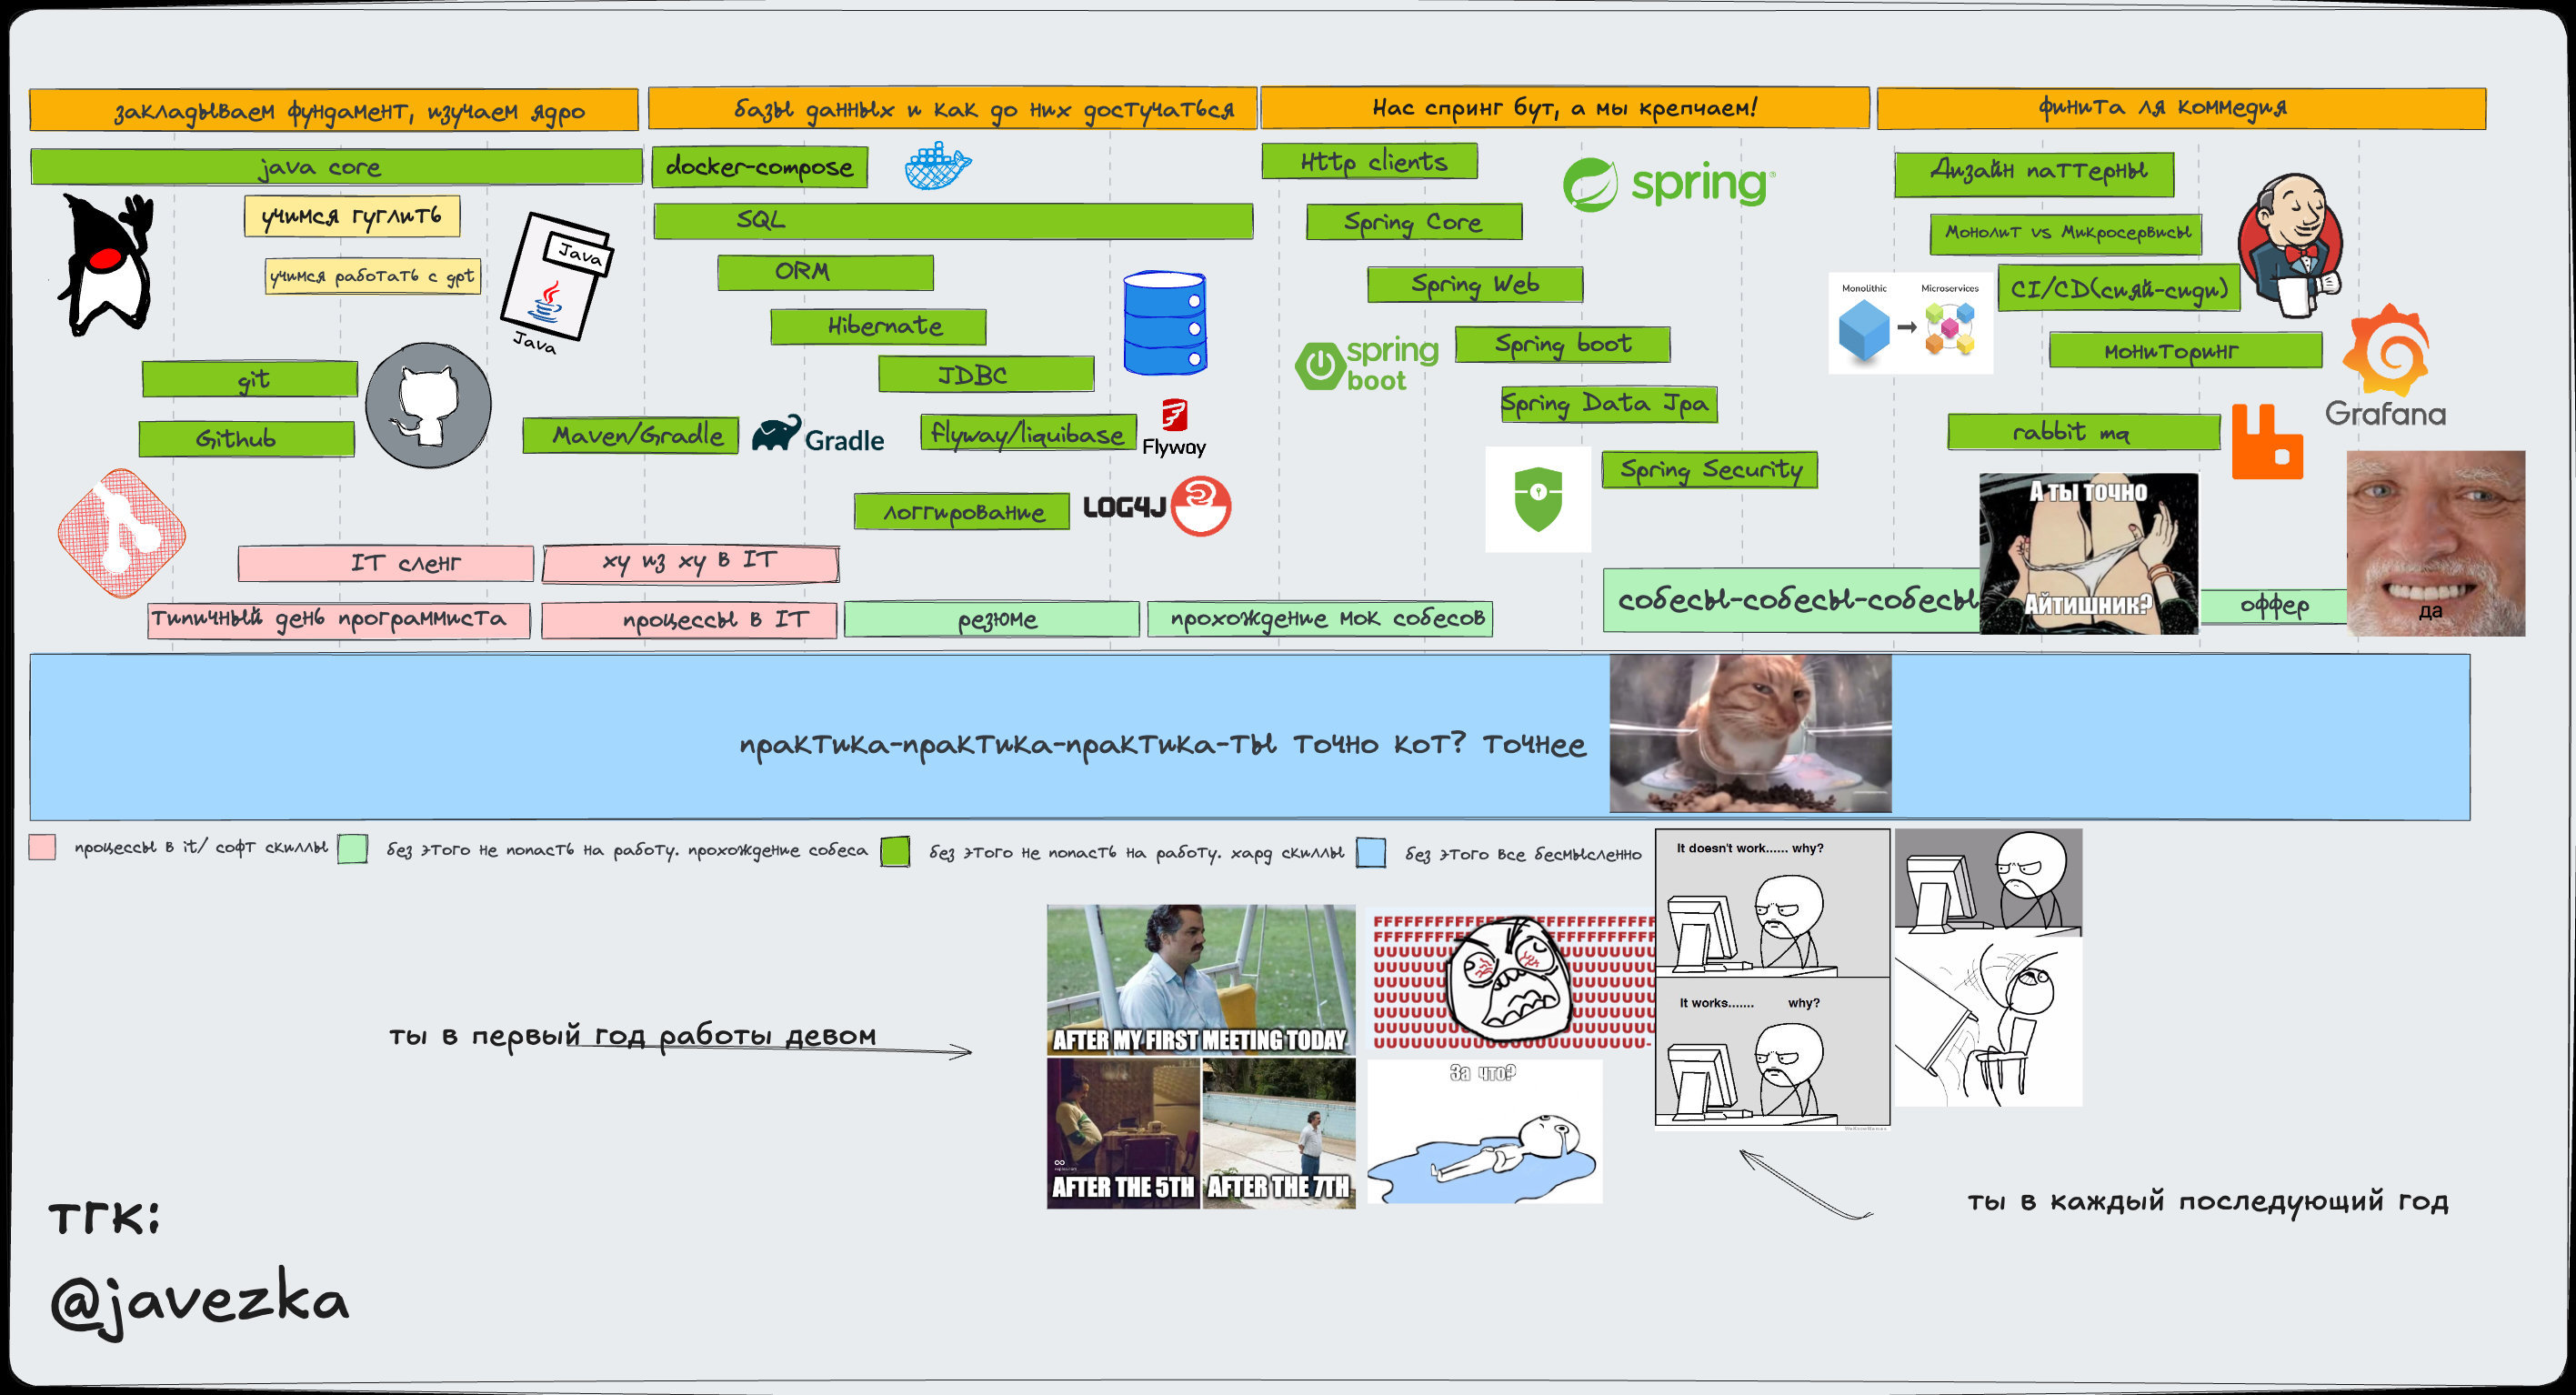 закладываем фундамент, изучаем ядро
базы данных и как до них достучаться
Нас спринг бут, а мы крепчаем!
финита ля коммедия
java core
учимся гуглить
учимся работать с gpt
Java
Java
git
Github
IT сленг
Типичный день программиста
docker-compose
SQL
ORM
Hibernate
JDBC
Maven/Gradle
Gradle
flyway/liquibase
Flyway
логгирование
LOG4J
ху из ху в IT
процессы в IT
резюме
прохождение мок собесов
Http clients
spring
Spring Core
Spring Web
spring
boot
Spring boot
Spring Data Jpa
Spring Security
собесы-собесы-собесы
Дизайн паттерны
Монолит vs Микросервисы
Monolithic
Microservices
CI/CD(сияй-сиди)
мониторинг
Grafana
rabbit mq
А ТЫ ТОЧНО
АЙТИШНИК?
оффер
да
практика-практика-практика-ты точно кот? точнее
процессы в it/ софт скиллы
без этого не попасть на работу. прохождение собеса
без этого не попасть на работу. хард скиллы
без этого все бесмысленно
ты в первый год работы девом
AFTER MY FIRST MEETING TODAY
AFTER THE 5TH
AFTER THE 7TH
За что?
It doesn't work...... why?
It works....... why?
ты в каждый последующий год
тгк:
@javezka